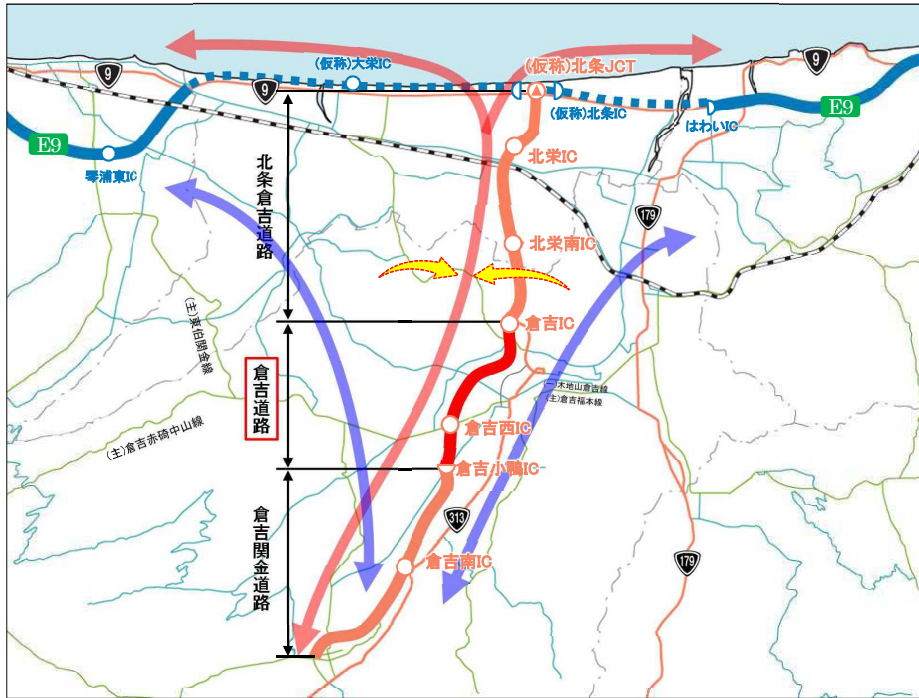 (仮称)大栄IC
(仮称)北条JCT
9
9
9
(仮称)北条IC
はわいIC
E9
E9
琴浦東IC
北栄IC
北条倉吉道路
179
北栄南IC
倉吉IC
(主)東伯関金線
倉吉道路
(一)木地山倉吉線
(主)倉吉福本線
(主)倉吉赤碕中山線
倉吉西IC
倉吉小鴨IC
倉吉関金道路
313
倉吉南IC
179